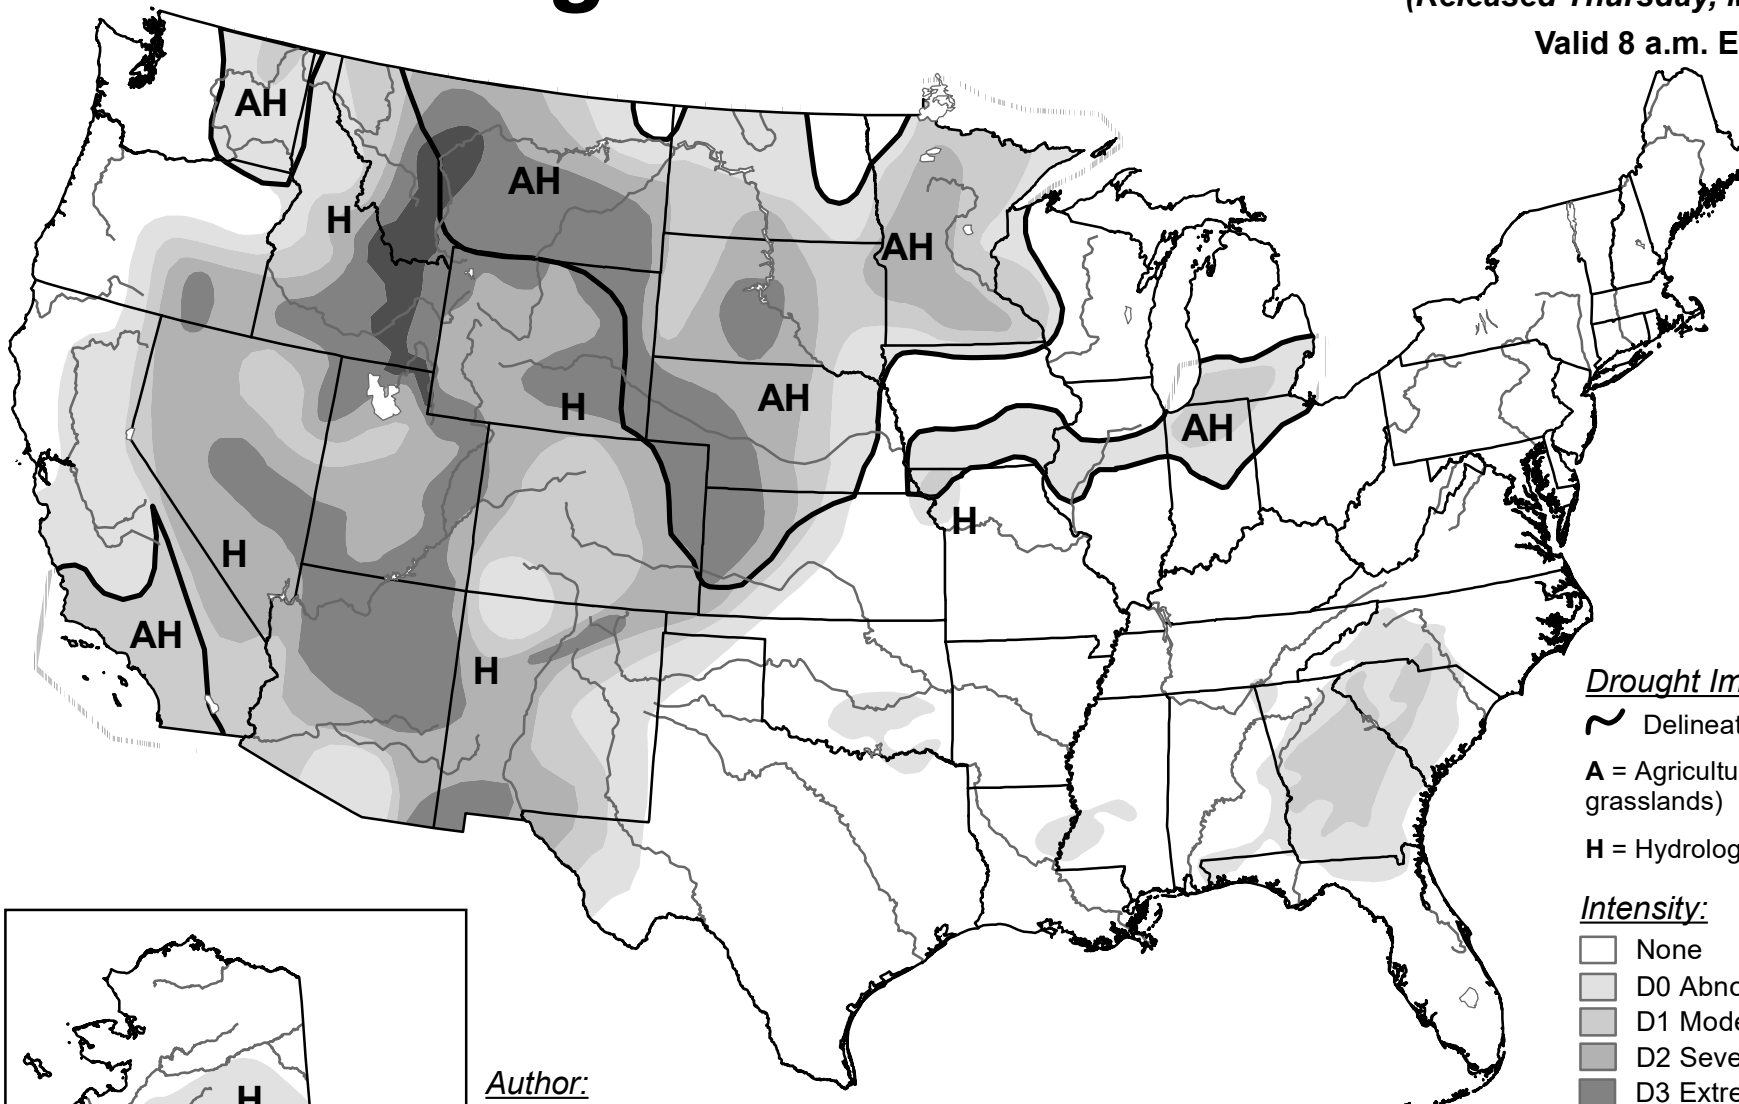 (Released Thursday,
Valid 8 a.m. E
AH
H
AH
AH
H
AH
AH
H
H
AH
H
Drought Im
Delineat
A = Agricultu
grasslands)
H = Hydrolog
Intensity:
None
D0 Abno
D1 Mode
D2 Seve
D3 Extre
H
Author: